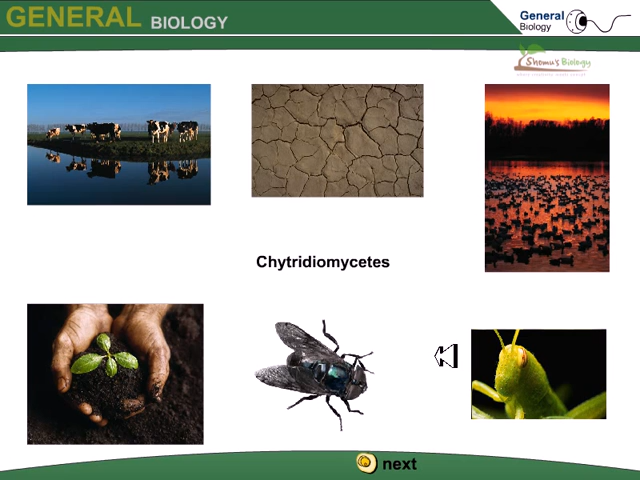 GENERAL BIOLOGY
General
Biology
Shomu's Biology
Chytridiomycetes
next